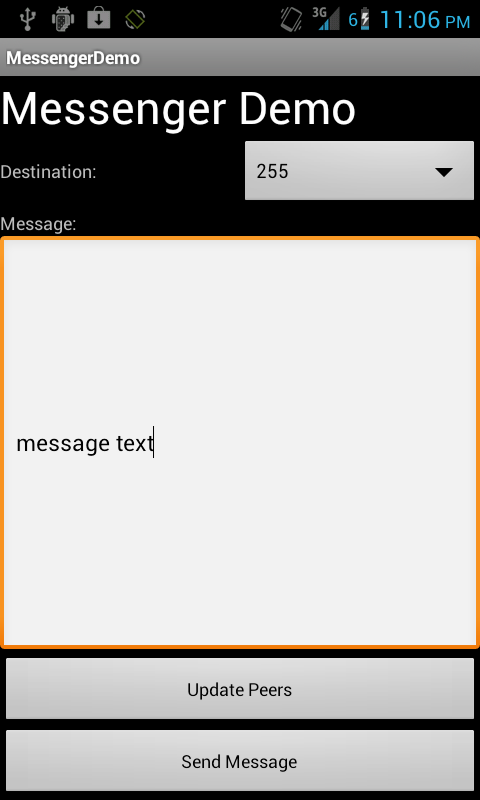 3G 6 11:06 PM
MessengerDemo
Messenger Demo
Destination: 255
Message:
message text
Update Peers
Send Message